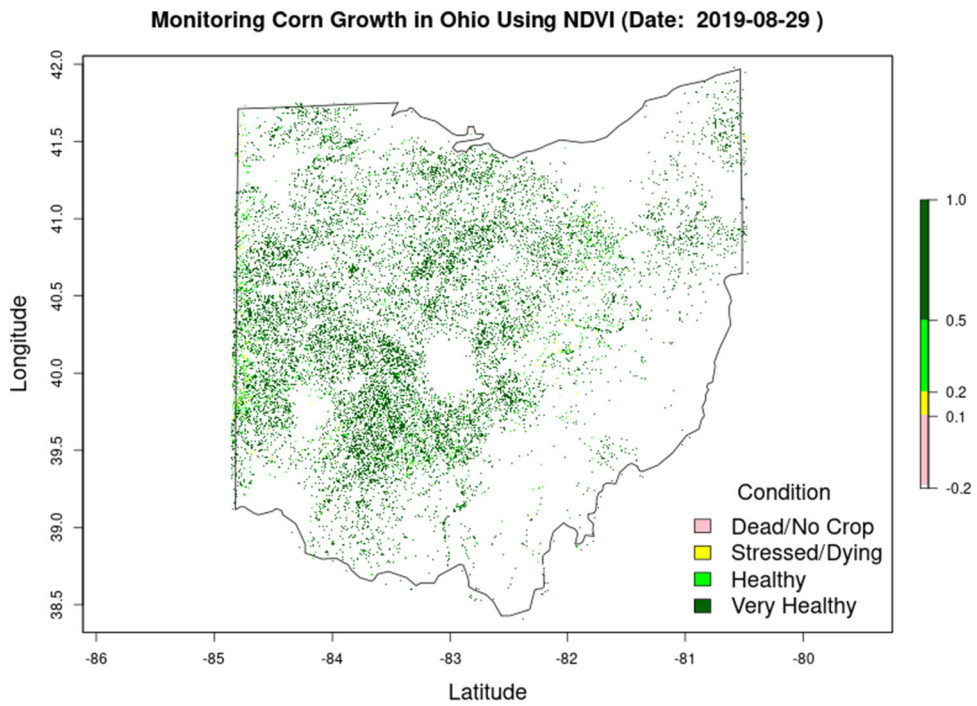 Monitoring Corn Growth in Ohio Using NDVI (Date:  2019-08-29 )
42.0
41.5
41.0
40.5
40.0
39.5
39.0
38.5
Longitude
-86
-85
-84
-83
-82
-81
-80
Latitude
1.0
0.5
0.2
0.1
-0.2
Condition
Dead/No Crop
Stressed/Dying
Healthy
Very Healthy